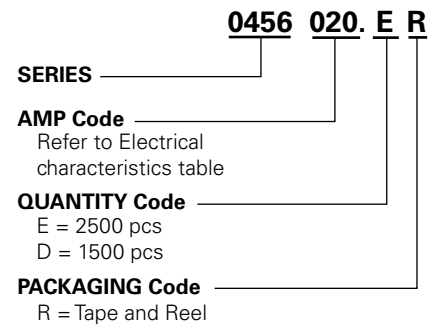 0456 020. E R
SERIES
AMP Code
Refer to Electrical
characteristics table
QUANTITY Code
E = 2500 pcs
D = 1500 pcs
PACKAGING Code
R = Tape and Reel